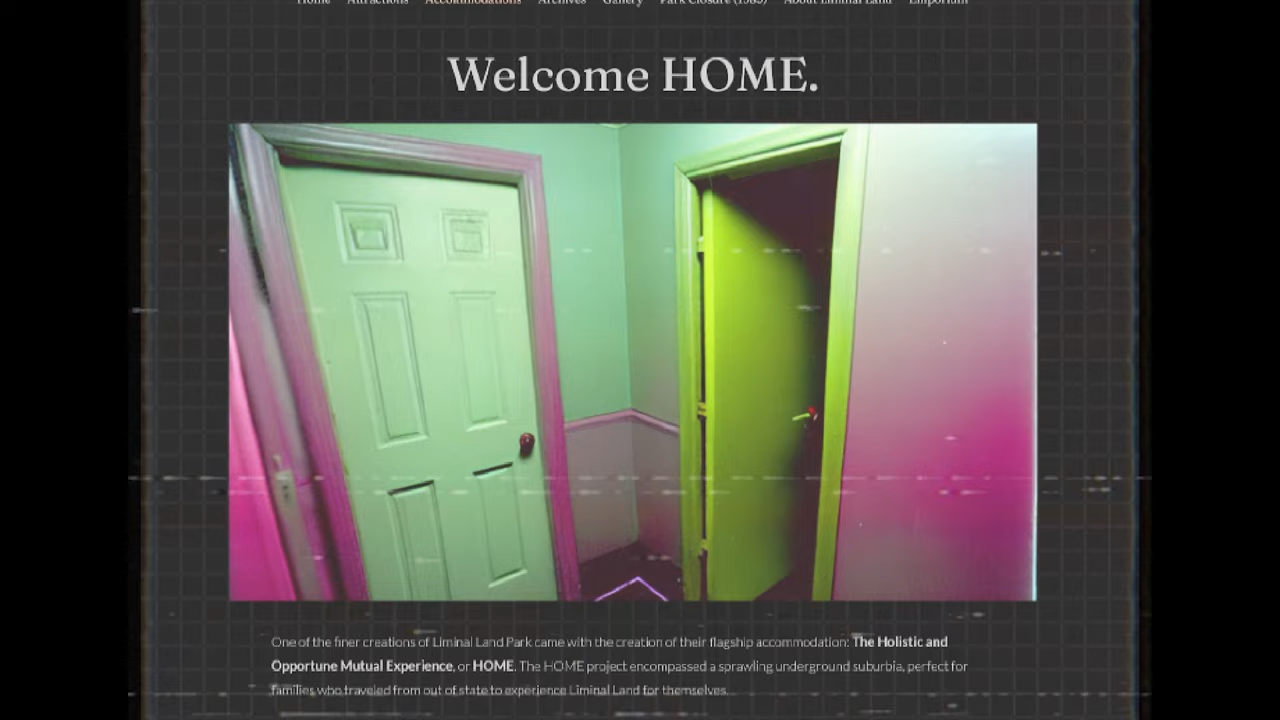 Home Attractions Accommodations Archives Gallery Park Closure (1985) About Liminal Land Emporium
Welcome HOME.
One of the finer creations of Liminal Land Park came with the creation of their flagship accommodation: The Holistic and
Opportune Mutual Experience, or HOME. The HOME project encompassed a sprawling underground suburbia, perfect for
families who traveled from out of state to experience Liminal Land for themselves.